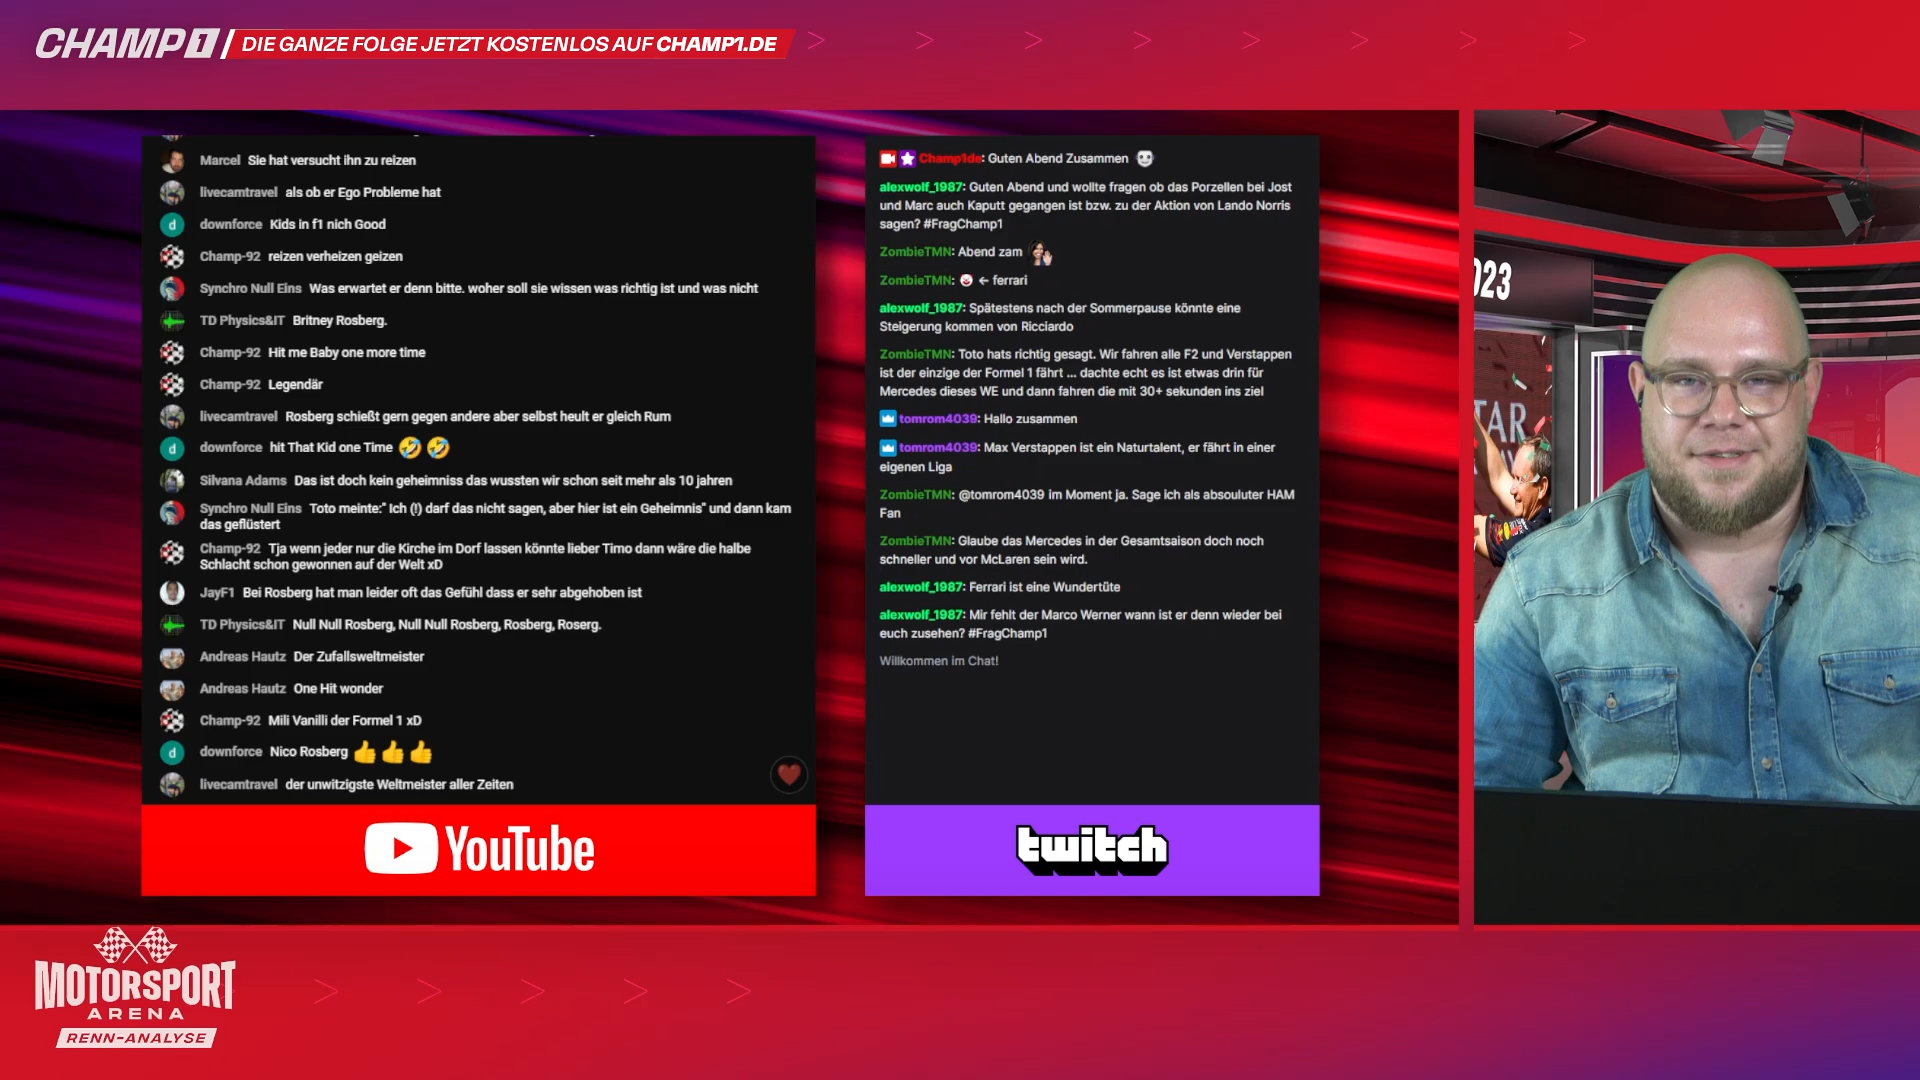 CHAMP1 DIE GANZE FOLGE JETZT KOSTENLOS AUF CHAMP1.DE
Marcel Sie hat versucht ihn zu reizen
livecamtravel als ob er Ego Probleme hat
d downforce Kids in f1 nich Good
Champ-92 reizen verheizen geizen
Synchro Null Eins Was erwartet er denn bitte. woher soll sie wissen was richtig ist und was nicht
TD Physics&IT Britney Rosberg.
Champ-92 Hit me Baby one more time
Champ-92 Legendär
livecamtravel Rosberg schießt gern gegen andere aber selbst heult er gleich Rum
d downforce hit That Kid one Time 🤣 🤣
Silvana Adams Das ist doch kein geheimniss das wussten wir schon seit mehr als 10 jahren
Synchro Null Eins Toto meinte:" Ich (!) darf das nicht sagen, aber hier ist ein Geheimnis" und dann kam
das geflüstert
Champ-92 Tja wenn jeder nur die Kirche im Dorf lassen könnte lieber Timo dann wäre die halbe
Schlacht schon gewonnen auf der Welt xD
JayF1 Bei Rosberg hat man leider oft das Gefühl dass er sehr abgehoben ist
TD Physics&IT Null Null Rosberg, Null Null Rosberg, Rosberg, Roserg.
Andreas Hautz Der Zufallsweltmeister
Andreas Hautz One Hit wonder
Champ-92 Mili Vanilli der Formel 1 xD
d downforce Nico Rosberg 👍 👍 👍
livecamtravel der unwitzigste Weltmeister aller Zeiten
YouTube
Champ1de: Guten Abend Zusammen
alexwolf_1987: Guten Abend und wollte fragen ob das Porzellen bei Jost
und Marc auch Kaputt gegangen ist bzw. zu der Aktion von Lando Norris
sagen? #FragChamp1
ZombieTMN: Abend zam
ZombieTMN: ← ferrari
alexwolf_1987: Spätestens nach der Sommerpause könnte eine
Steigerung kommen von Ricciardo
ZombieTMN: Toto hats richtig gesagt. Wir fahren alle F2 und Verstappen
ist der einzige der Formel 1 fährt ... dachte echt es ist etwas drin für
Mercedes dieses WE und dann fahren die mit 30+ sekunden ins ziel
tomrom4039: Hallo zusammen
tomrom4039: Max Verstappen ist ein Naturtalent, er fährt in einer
eigenen Liga
ZombieTMN: @tomrom4039 im Moment ja. Sage ich als absouluter HAM
Fan
ZombieTMN: Glaube das Mercedes in der Gesamtsaison doch noch
schneller und vor McLaren sein wird.
alexwolf_1987: Ferrari ist eine Wundertüte
alexwolf_1987: Mir fehlt der Marco Werner wann ist er denn wieder bei
euch zusehen? #FragChamp1
Willkommen im Chat!
twitch
023
TAR
MOTORSPORT
ARENA
RENN-ANALYSE